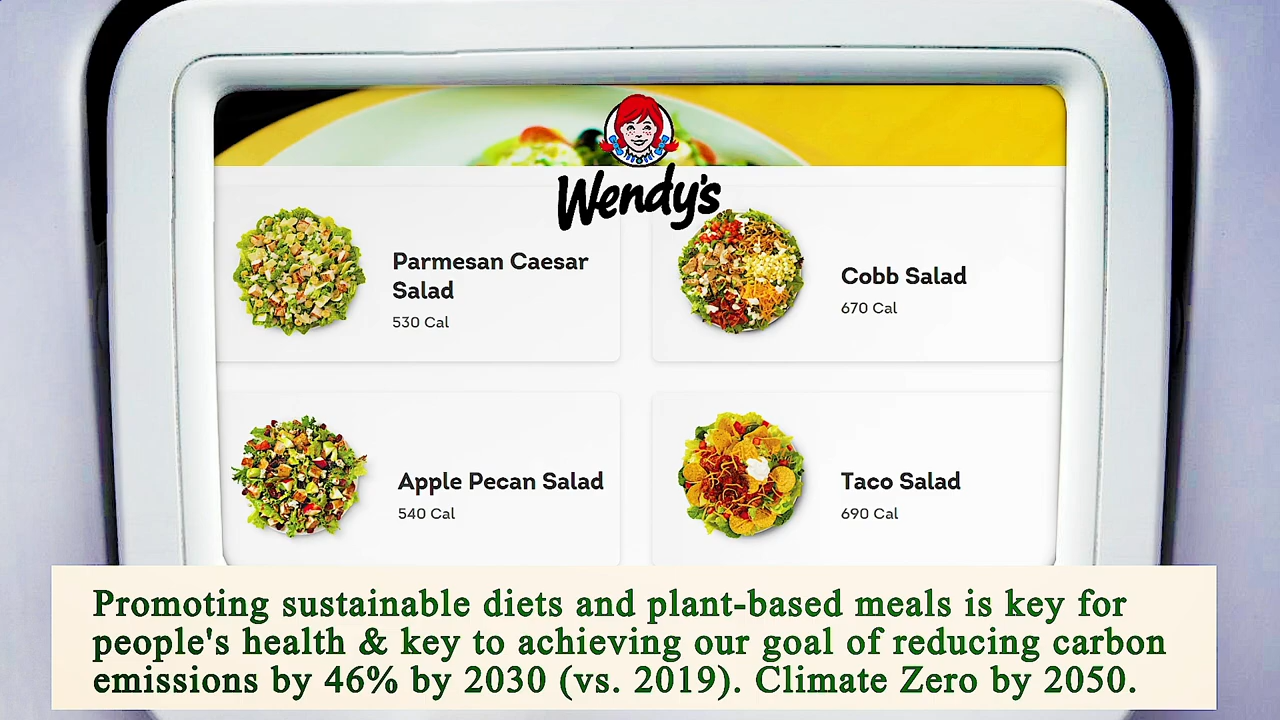 Wendy's
Parmesan Caesar
Salad
530 Cal
Cobb Salad
670 Cal
Apple Pecan Salad
540 Cal
Taco Salad
690 Cal
Promoting sustainable diets and plant-based meals is key for
people's health & key to achieving our goal of reducing carbon
emissions by 46% by 2030 (vs. 2019). Climate Zero by 2050.